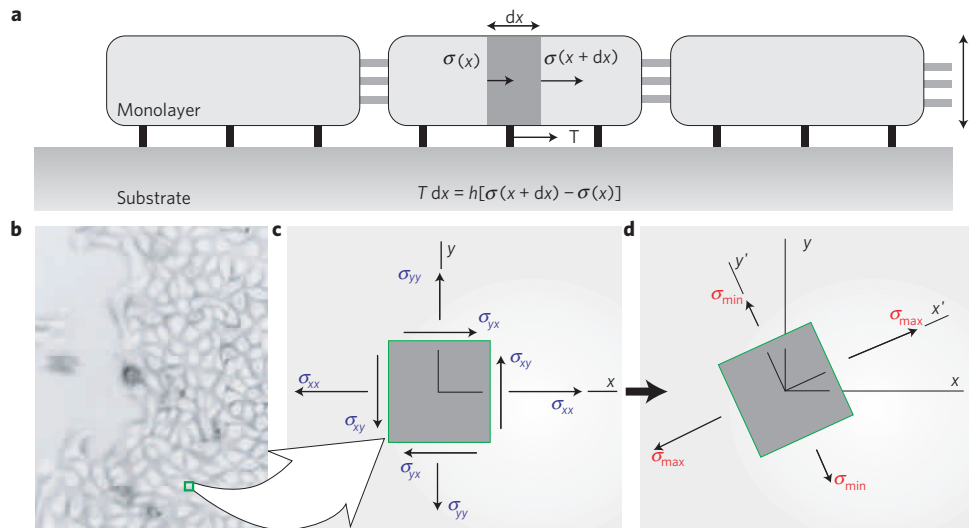 a
dx
σ(x)
σ(x + dx)
Monolayer
T
Substrate
T dx = h[σ(x + dx) − σ(x)]
b
c
y
σyy
σyx
σxy
σxx
x
σxx
σxy
σyx
σyy
d
y
y'
σmin
x'
σmax
x
σmax
σmin